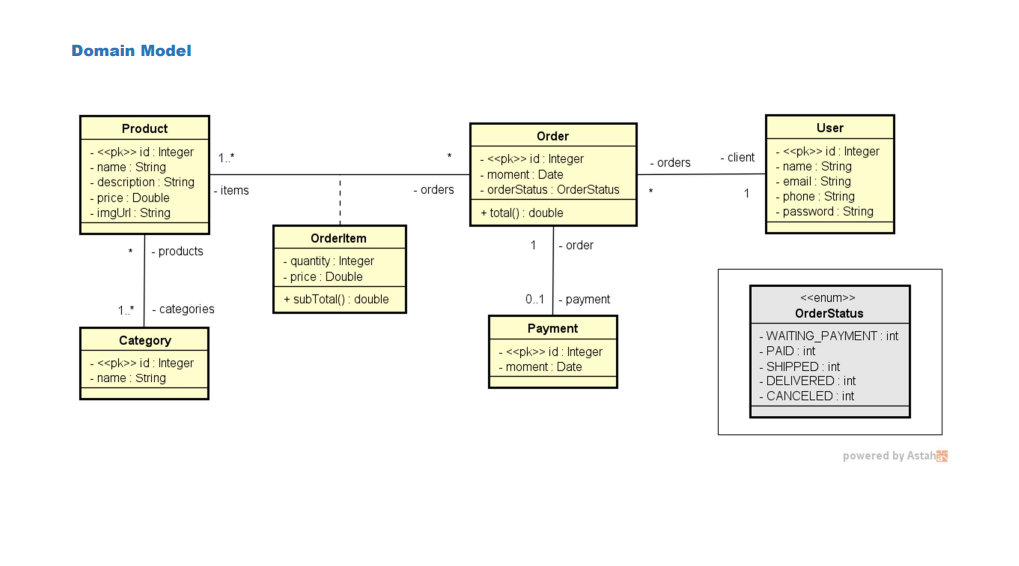 Domain Model
Product
- <<pk>> id : Integer
- name : String
- description : String
- price : Double
- imgUrl : String
1..*
- items
*
- orders
Order
- <<pk>> id : Integer
- moment : Date
- orderStatus : OrderStatus
+ total() : double
- orders
*
- client
1
User
- <<pk>> id : Integer
- name : String
- email : String
- phone : String
- password : String
OrderItem
- quantity : Integer
- price : Double
+ subTotal() : double
* - products
1..* - categories
Category
- <<pk>> id : Integer
- name : String
1 - order
0..1 - payment
Payment
- <<pk>> id : Integer
- moment : Date
<<enum>>
OrderStatus
- WAITING_PAYMENT : int
- PAID : int
- SHIPPED : int
- DELIVERED : int
- CANCELED : int
powered by Astah